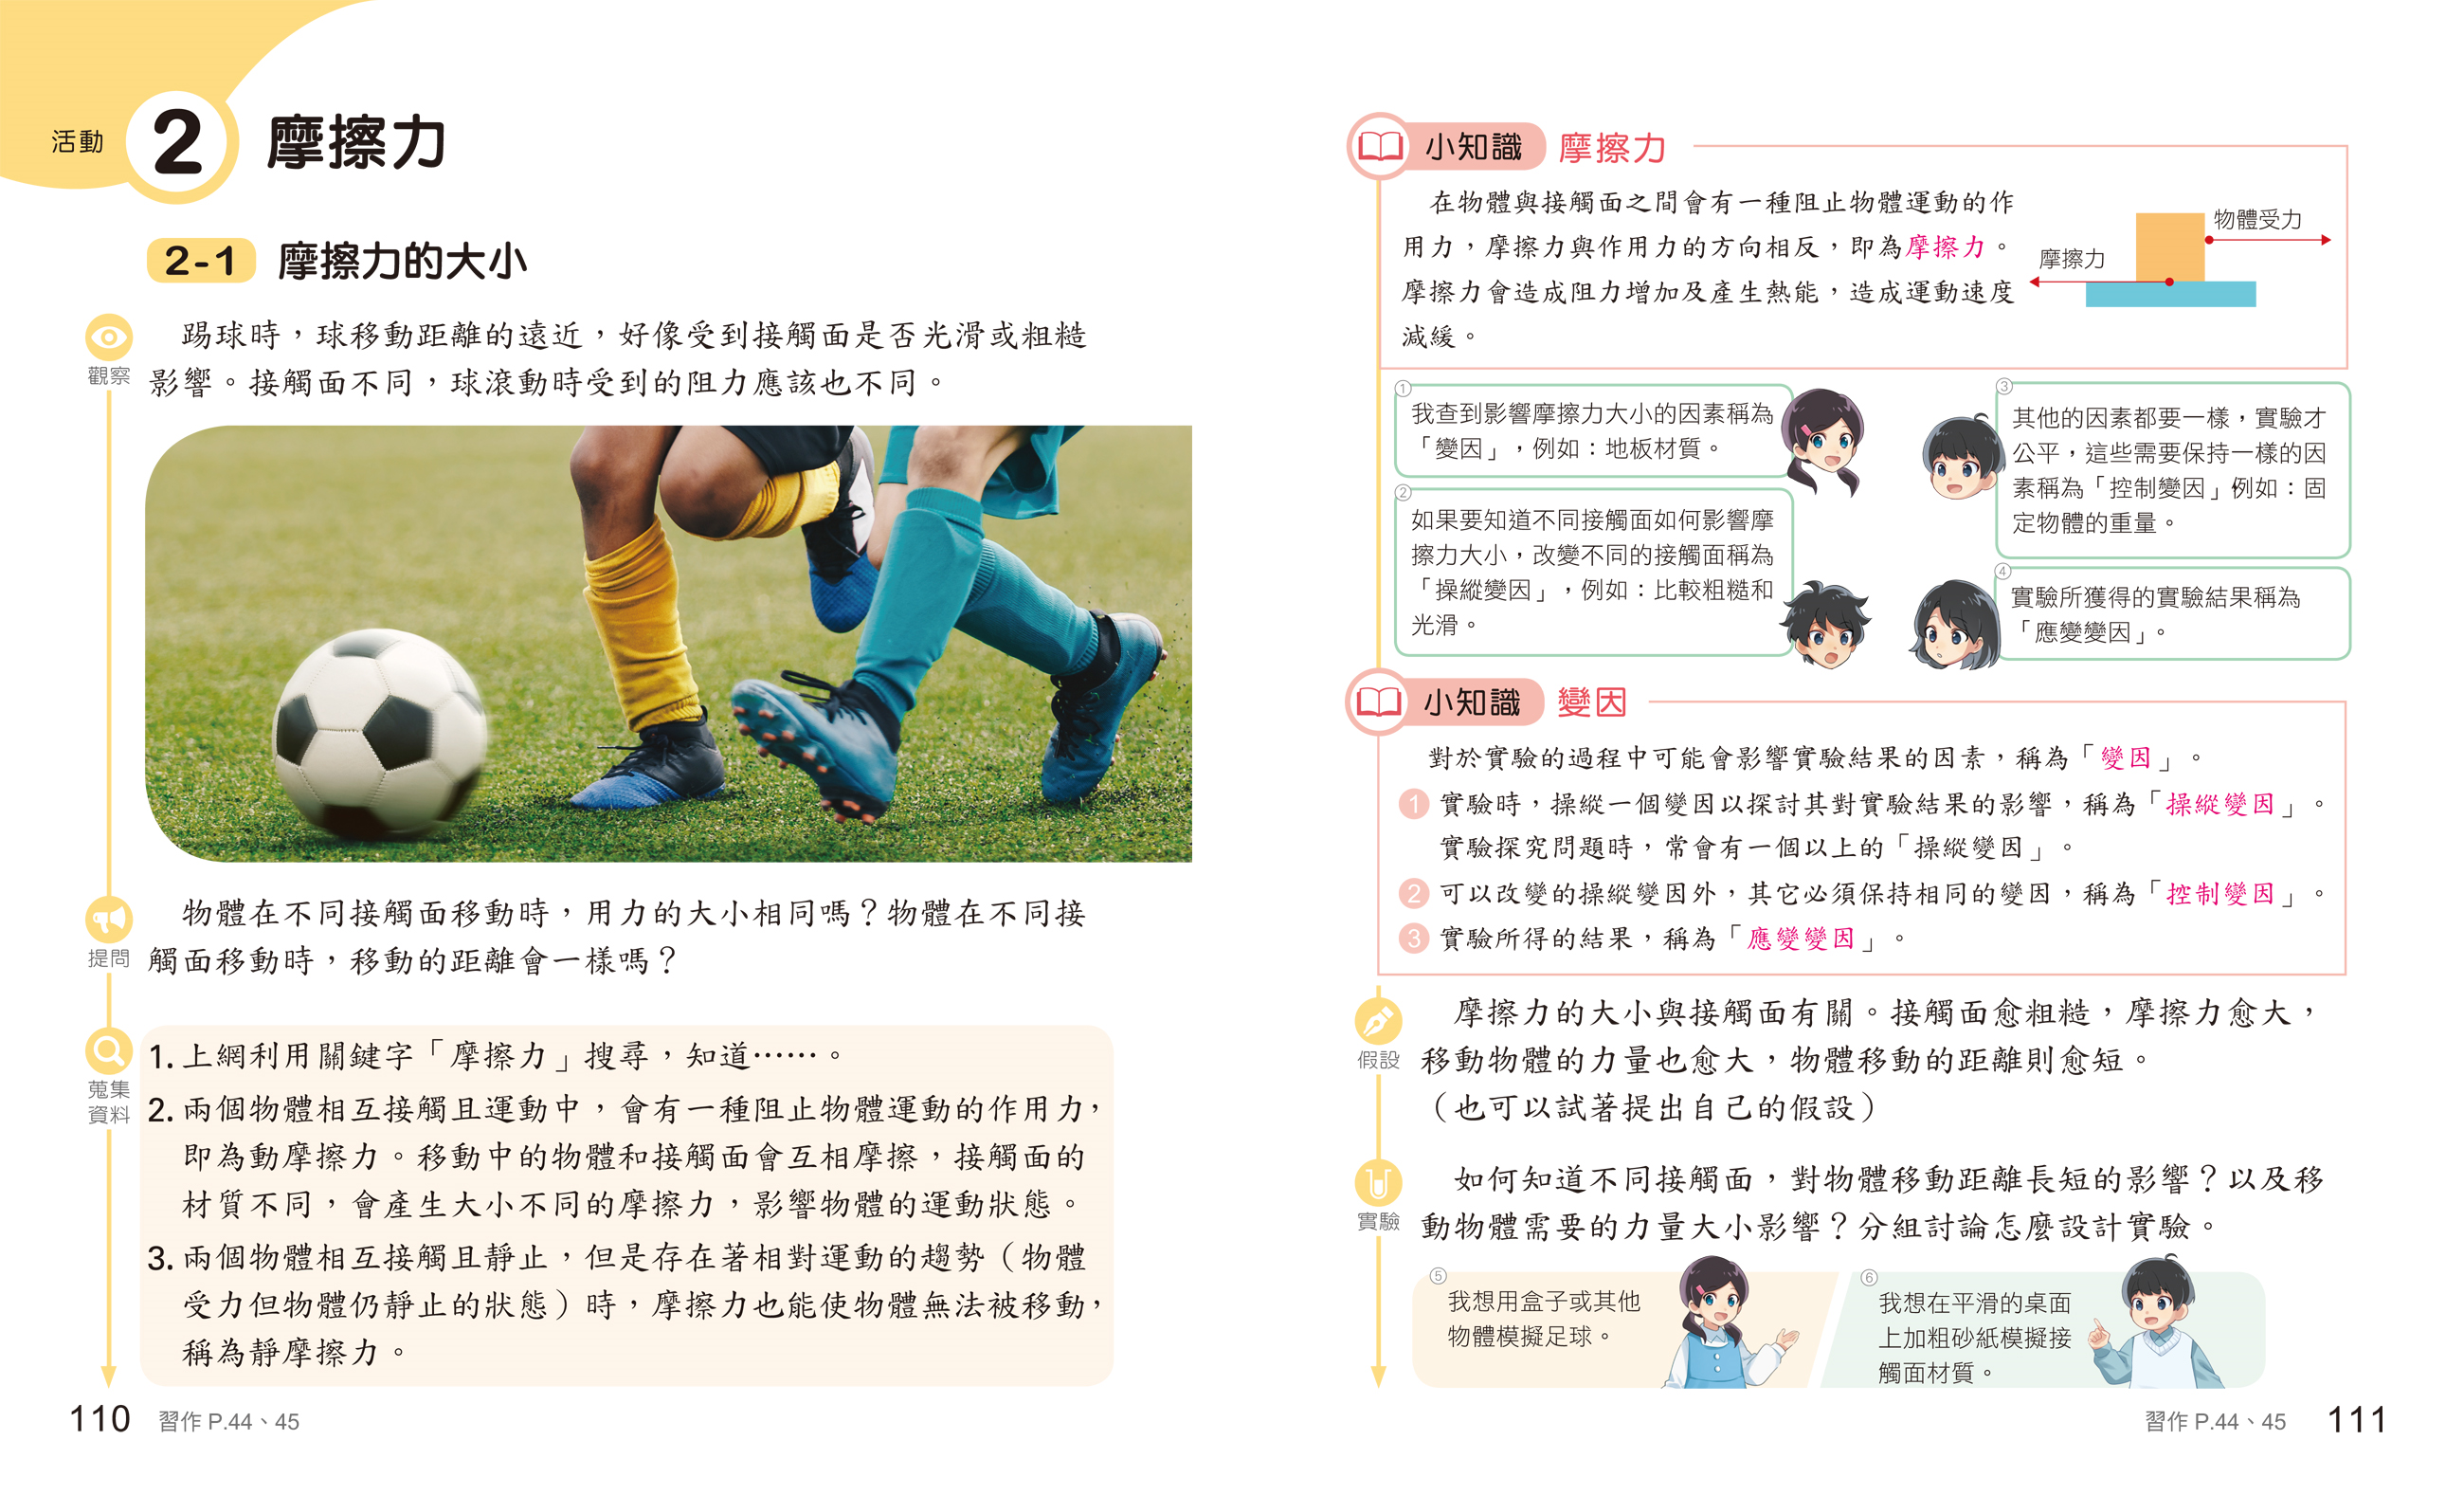 活動 2 摩擦力
2-1 摩擦力的大小
觀察
踢球時，球移動距離的遠近，好像受到接觸面是否光滑或粗糙
影響。接觸面不同，球滾動時受到的阻力應該也不同。
提問
物體在不同接觸面移動時，用力的大小相同嗎？物體在不同接
觸面移動時，移動的距離會一樣嗎？
蒐集
資料
1. 上網利用關鍵字「摩擦力」搜尋，知道……。
2. 兩個物體相互接觸且運動中，會有一種阻止物體運動的作用力，
即為動摩擦力。移動中的物體和接觸面會互相摩擦，接觸面的
材質不同，會產生大小不同的摩擦力，影響物體的運動狀態。
3. 兩個物體相互接觸且靜止，但是存在著相對運動的趨勢（物體
受力但物體仍靜止的狀態）時，摩擦力也能使物體無法被移動，
稱為靜摩擦力。
110 習作 P.44、45
小知識 摩擦力
在物體與接觸面之間會有一種阻止物體運動的作
用力，摩擦力與作用力的方向相反，即為摩擦力。
摩擦力會造成阻力增加及產生熱能，造成運動速度
減緩。
物體受力
摩擦力
①
我查到影響摩擦力大小的因素稱為
「變因」，例如：地板材質。
②
如果要知道不同接觸面如何影響摩
擦力大小，改變不同的接觸面稱為
「操縱變因」，例如：比較粗糙和
光滑。
③
其他的因素都要一樣，實驗才
公平，這些需要保持一樣的因
素稱為「控制變因」例如：固
定物體的重量。
④
實驗所獲得的實驗結果稱為
「應變變因」。
小知識 變因
對於實驗的過程中可能會影響實驗結果的因素，稱為「變因」。
1 實驗時，操縱一個變因以探討其對實驗結果的影響，稱為「操縱變因」。
實驗探究問題時，常會有一個以上的「操縱變因」。
2 可以改變的操縱變因外，其它必須保持相同的變因，稱為「控制變因」。
3 實驗所得的結果，稱為「應變變因」。
假設
摩擦力的大小與接觸面有關。接觸面愈粗糙，摩擦力愈大，
移動物體的力量也愈大，物體移動的距離則愈短。
（也可以試著提出自己的假設）
實驗
如何知道不同接觸面，對物體移動距離長短的影響？以及移
動物體需要的力量大小影響？分組討論怎麼設計實驗。
⑤
我想用盒子或其他
物體模擬足球。
⑥
我想在平滑的桌面
上加粗砂紙模擬接
觸面材質。
習作 P.44、45 111